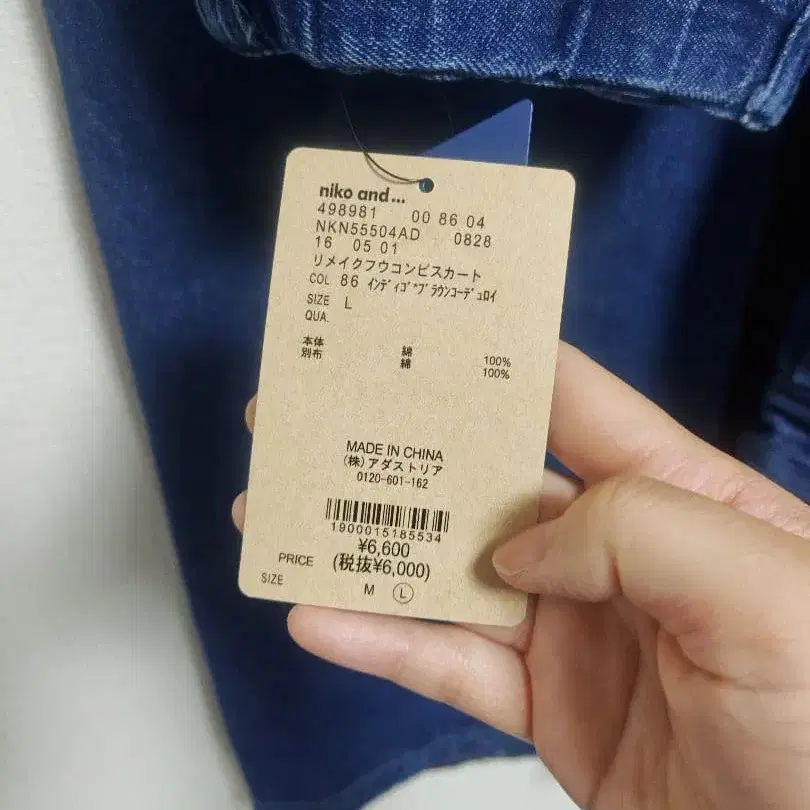 niko and...
498981 00 86 04
NKN55504AD 0828
16 05 01
リメイクフウコンビスカート
COL 86 ｲﾝﾃﾞｨｺﾞ*ﾌﾞﾗｳﾝｺｰﾃﾞｭﾛｲ
SIZE L
QUA.
本体 綿 100%
別布 綿 100%
MADE IN CHINA
(株)アダストリア
0120-601-162
1900015185534
¥6,600
PRICE (税抜¥6,000)
SIZE M Ⓛ